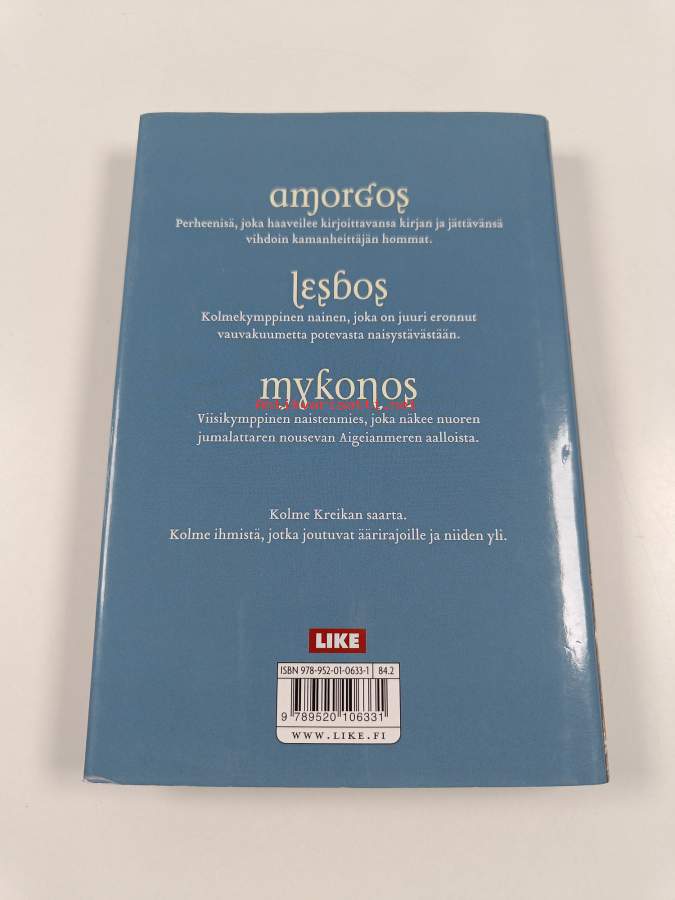 amorgos
Perheenisä, joka haaveilee kirjoittavansa kirjan ja jättävänsä
vihdoin kamanheittäjän hommat.
lesbos
Kolmekymppinen nainen, joka on juuri eronnut
vauvakuumetta potevasta naisystävästään.
mykonos
antikvariaatti.net
Viisikymppinen naistenmies, joka näkee nuoren
jumalattaren nousevan Aigeianmeren aalloista.
Kolme Kreikan saarta.
Kolme ihmistä, jotka joutuvat äärirajoille ja niiden yli.
LIKE
ISBN 978-952-01-0633-1 84.2
9 789520 106331
WWW.LIKE.FI